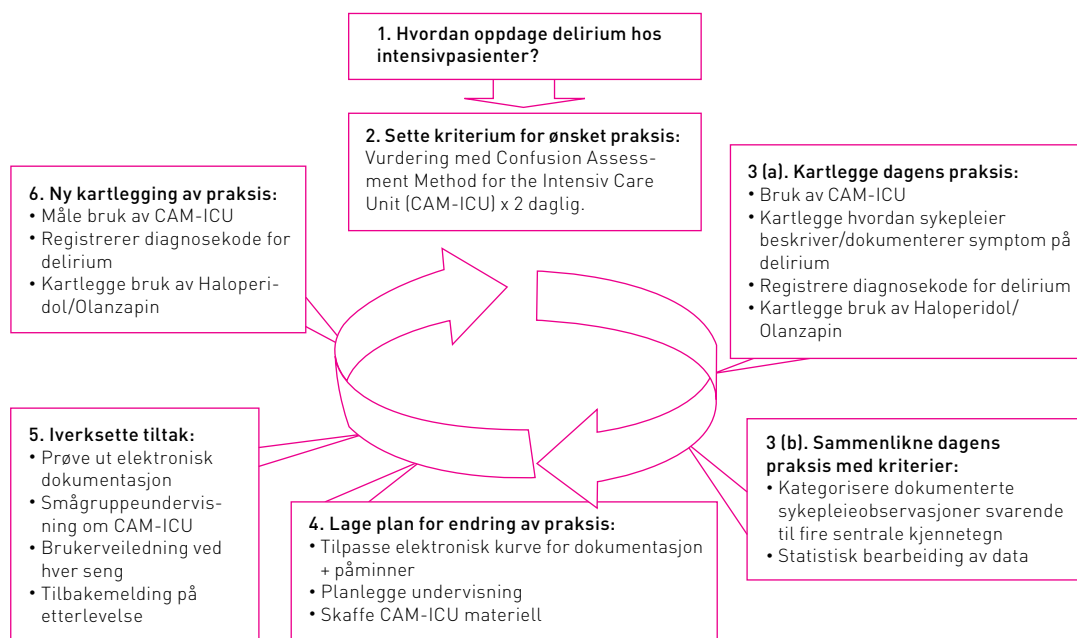 1. Hvordan oppdage delirium hos
intensivpasienter?
2. Sette kriterium for ønsket praksis:
Vurdering med Confusion Assess-
ment Method for the Intensiv Care
Unit (CAM-ICU) x 2 daglig.
3 (a). Kartlegge dagens praksis:
• Bruk av CAM-ICU
• Kartlegge hvordan sykepleier
beskriver/dokumenterer symptom på
delirium
• Registrere diagnosekode for delirium
• Kartlegge bruk av Haloperidol/
Olanzapin
3 (b). Sammenlikne dagens
praksis med kriterier:
• Kategorisere dokumenterte
sykepleieobservasjoner svarende
til fire sentrale kjennetegn
• Statistisk bearbeiding av data
4. Lage plan for endring av praksis:
• Tilpasse elektronisk kurve for dokumentasjon
+ påminner
• Planlegge undervisning
• Skaffe CAM-ICU materiell
5. Iverksette tiltak:
• Prøve ut elektronisk
dokumentasjon
• Smågruppeundervis-
ning om CAM-ICU
• Brukerveiledning ved
hver seng
• Tilbakemelding på
etterlevelse
6. Ny kartlegging av praksis:
• Måle bruk av CAM-ICU
• Registrerer diagnosekode for
delirium
• Kartlegge bruk av Haloperi-
dol/Olanzapin